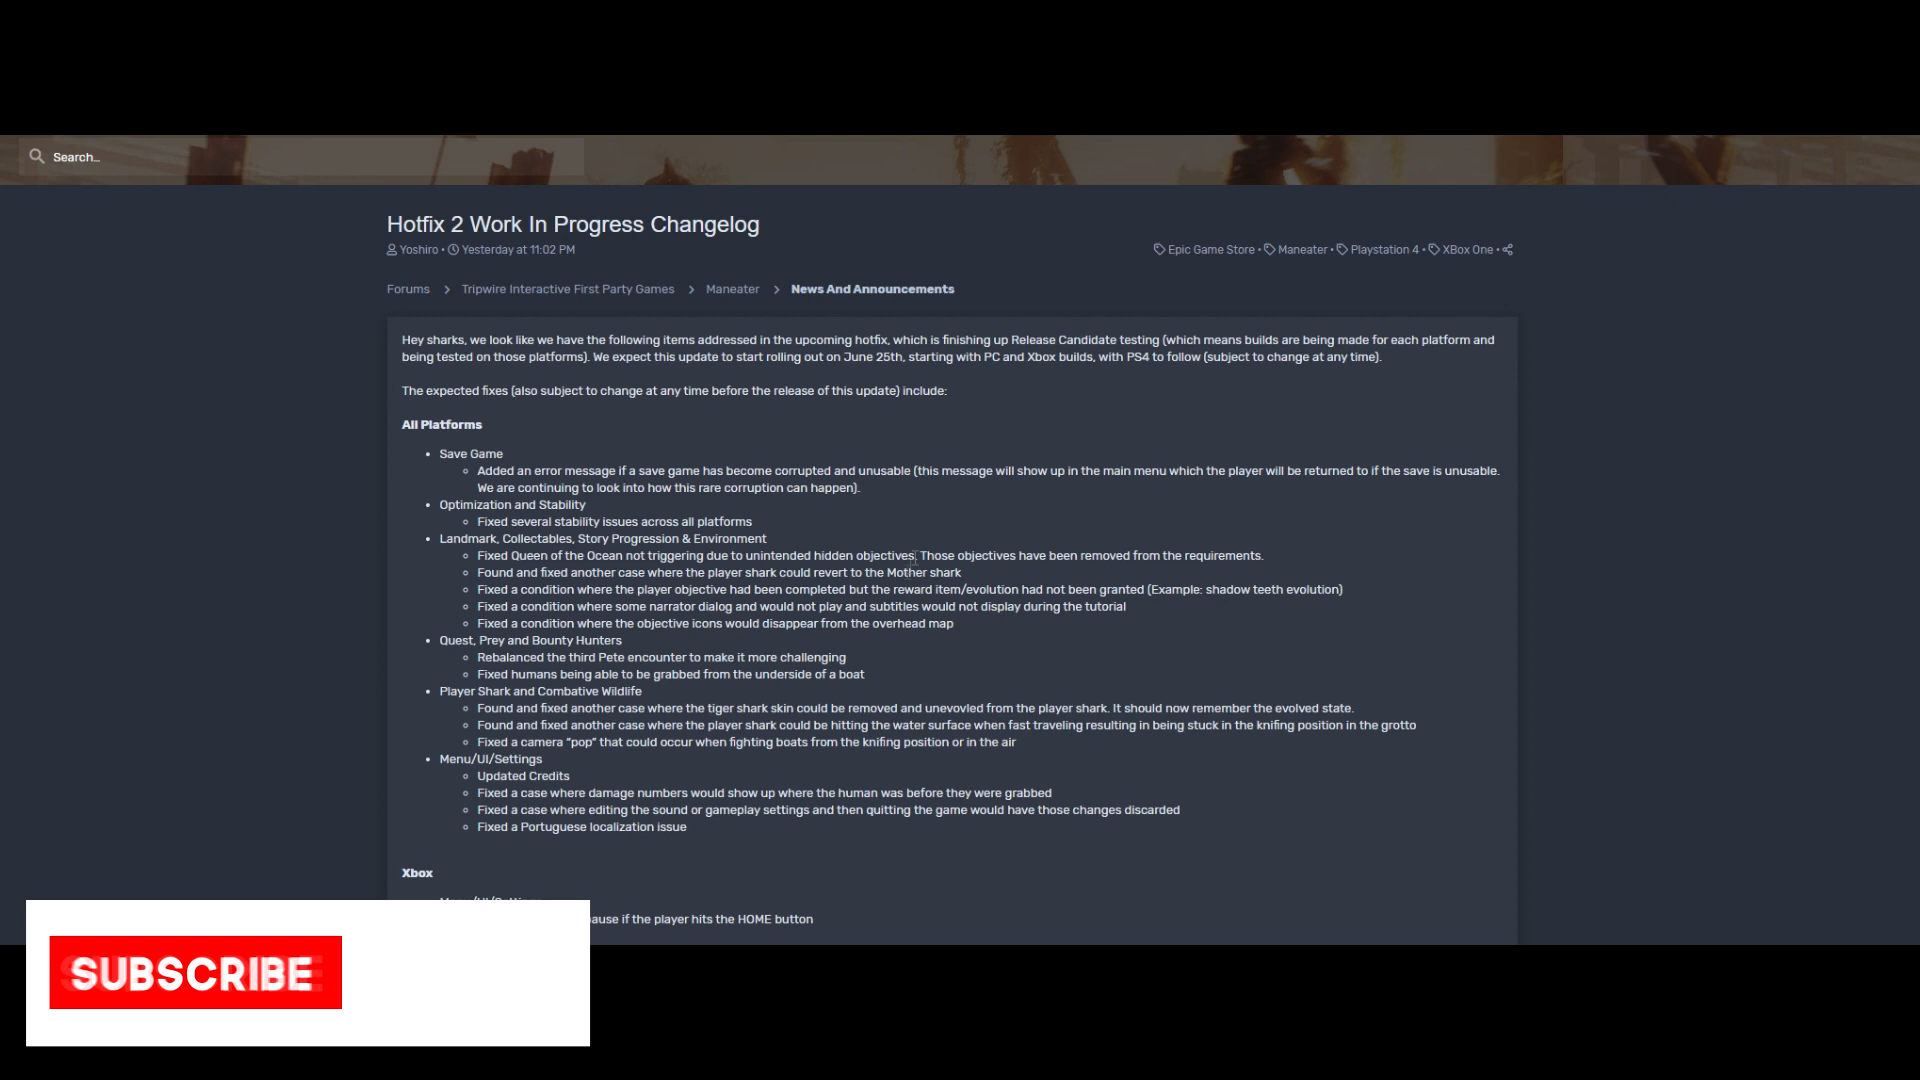 Search...
Hotfix 2 Work In Progress Changelog
Yoshiro • Yesterday at 11:02 PM
Epic Game Store • Maneater • Playstation 4 • XBox One •
Forums > Tripwire Interactive First Party Games > Maneater > News And Announcements
Hey sharks, we look like we have the following items addressed in the upcoming hotfix, which is finishing up Release Candidate testing (which means builds are being made for each platform and
being tested on those platforms). We expect this update to start rolling out on June 25th, starting with PC and Xbox builds, with PS4 to follow (subject to change at any time).
The expected fixes (also subject to change at any time before the release of this update) include:
All Platforms
• Save Game
◦ Added an error message if a save game has become corrupted and unusable (this message will show up in the main menu which the player will be returned to if the save is unusable.
We are continuing to look into how this rare corruption can happen).
• Optimization and Stability
◦ Fixed several stability issues across all platforms
• Landmark, Collectables, Story Progression & Environment
◦ Fixed Queen of the Ocean not triggering due to unintended hidden objectives. Those objectives have been removed from the requirements.
◦ Found and fixed another case where the player shark could revert to the Mother shark
◦ Fixed a condition where the player objective had been completed but the reward item/evolution had not been granted (Example: shadow teeth evolution)
◦ Fixed a condition where some narrator dialog and would not play and subtitles would not display during the tutorial
◦ Fixed a condition where the objective icons would disappear from the overhead map
• Quest, Prey and Bounty Hunters
◦ Rebalanced the third Pete encounter to make it more challenging
◦ Fixed humans being able to be grabbed from the underside of a boat
• Player Shark and Combative Wildlife
◦ Found and fixed another case where the tiger shark skin could be removed and unevovled from the player shark. It should now remember the evolved state.
◦ Found and fixed another case where the player shark could be hitting the water surface when fast traveling resulting in being stuck in the knifing position in the grotto
◦ Fixed a camera "pop" that could occur when fighting boats from the knifing position or in the air
• Menu/UI/Settings
◦ Updated Credits
◦ Fixed a case where damage numbers would show up where the human was before they were grabbed
◦ Fixed a case where editing the sound or gameplay settings and then quitting the game would have those changes discarded
◦ Fixed a Portuguese localization issue
Xbox
if the player hits the HOME button
SUBSCRIBE